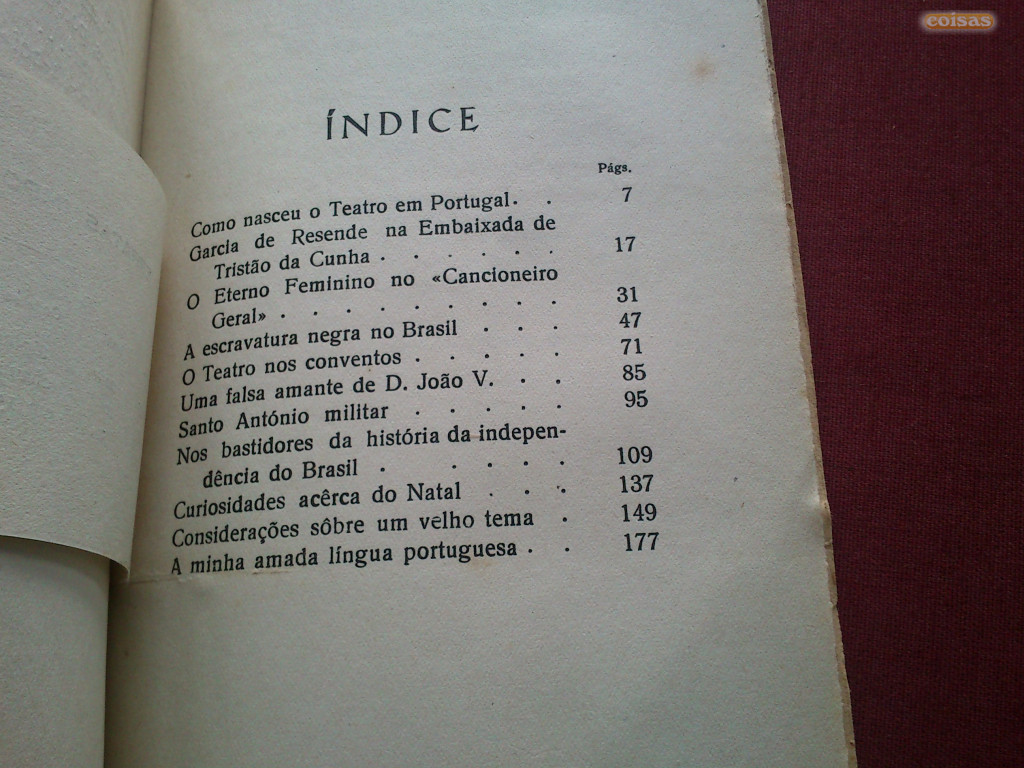 coisas
ÍNDICE
Págs.
Como nasceu o Teatro em Portugal. . 7
Garcia de Resende na Embaixada de
Tristão da Cunha . . . . . 17
O Eterno Feminino no «Cancioneiro
Geral» . . . . . . . . 31
A escravatura negra no Brasil . . . 47
O Teatro nos conventos . . . . . 71
Uma falsa amante de D. João V. . . 85
Santo António militar . . . . . 95
Nos bastidores da história da indepen-
dência do Brasil . . . . . 109
Curiosidades acêrca do Natal . . . 137
Considerações sôbre um velho tema . 149
A minha amada língua portuguesa . . 177